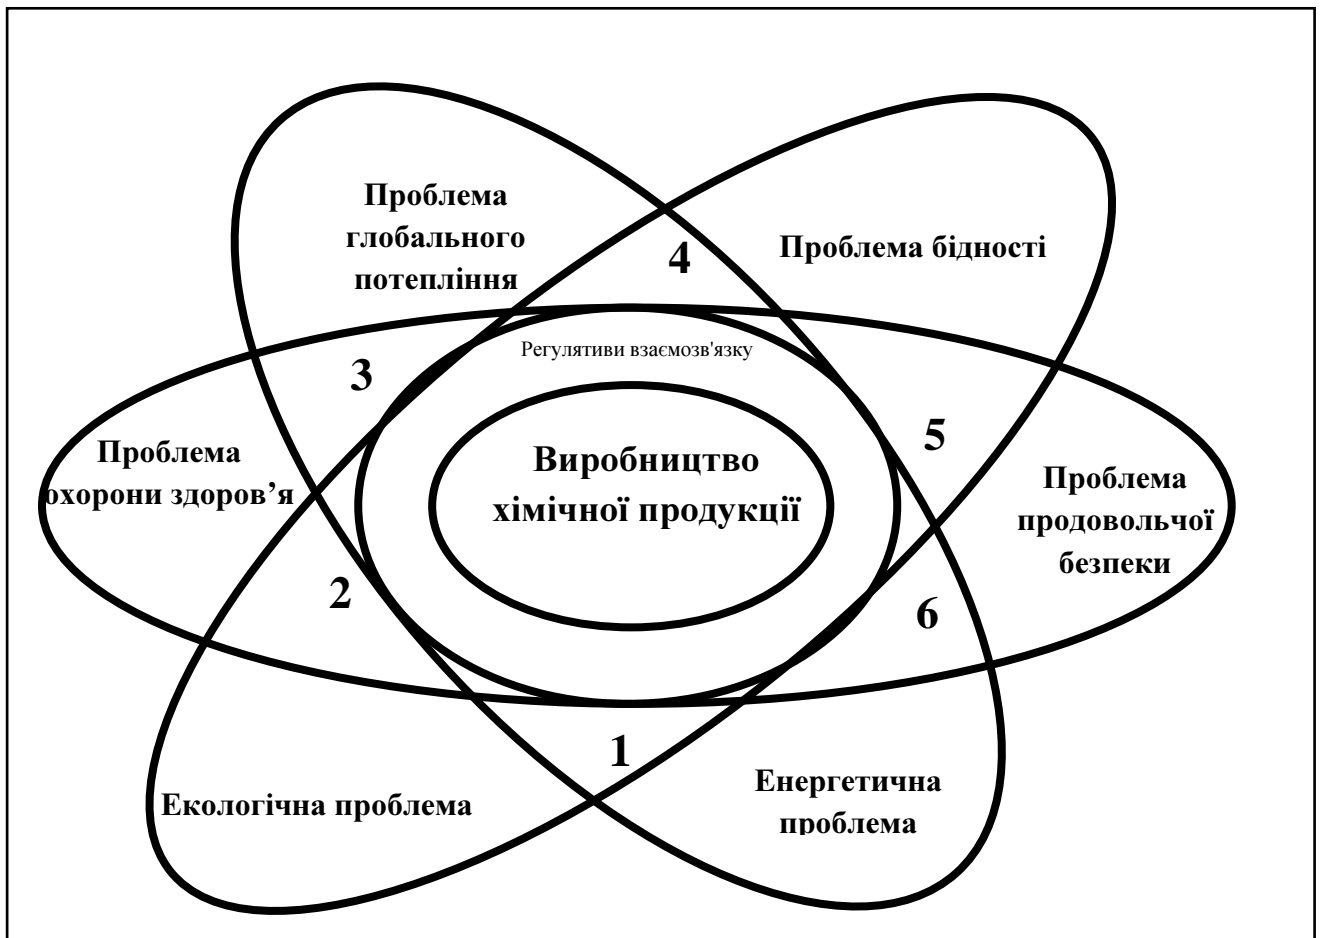 Проблема
глобального
потепління
4
Проблема бідності
Регулятиви взаємозв'язку
3
5
Проблема
охорони здоров’я
Виробництво
хімічної продукції
Проблема
продовольчої
безпеки
2
6
1
Екологічна проблема
Енергетична
проблема